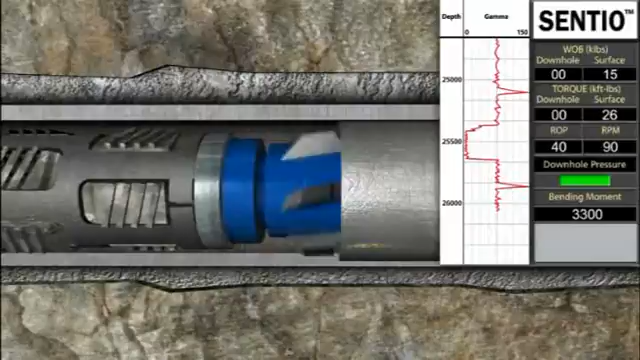 Depth Gamma
0 150
25000
25500
26000
SENTIO™
WOB (klbs)
Downhole Surface
00 15
TORQUE (kft-lbs)
Downhole Surface
00 26
ROP RPM
40 90
Downhole Pressure
Bending Moment
3300